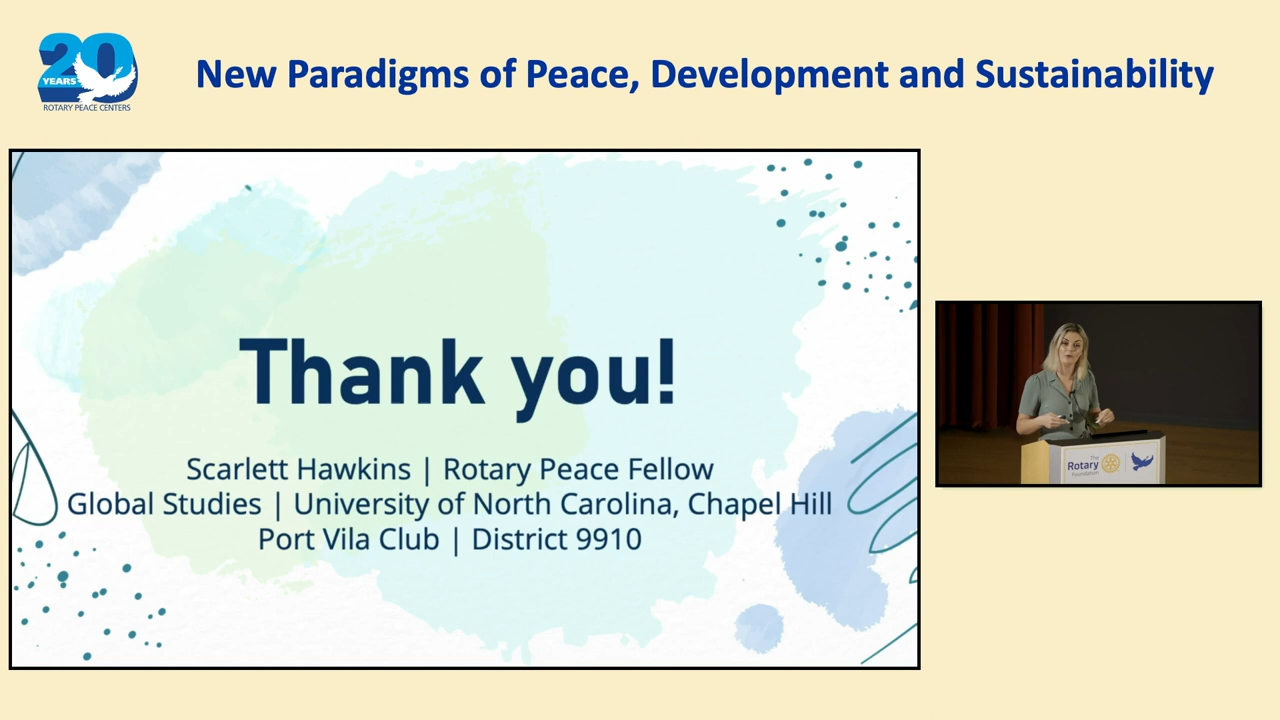 20
YEARS
ROTARY PEACE CENTERS
New Paradigms of Peace, Development and Sustainability
Thank you!
Scarlett Hawkins | Rotary Peace Fellow
Global Studies | University of North Carolina, Chapel Hill
Port Vila Club | District 9910
The
Rotary
Foundation